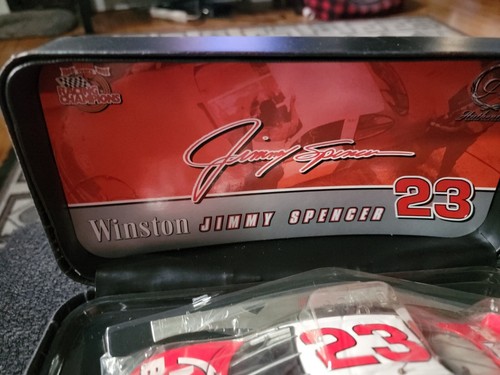 RACING
CHAMPIONS
Jimmy Spencer
23
Winston JIMMY SPENCER
23